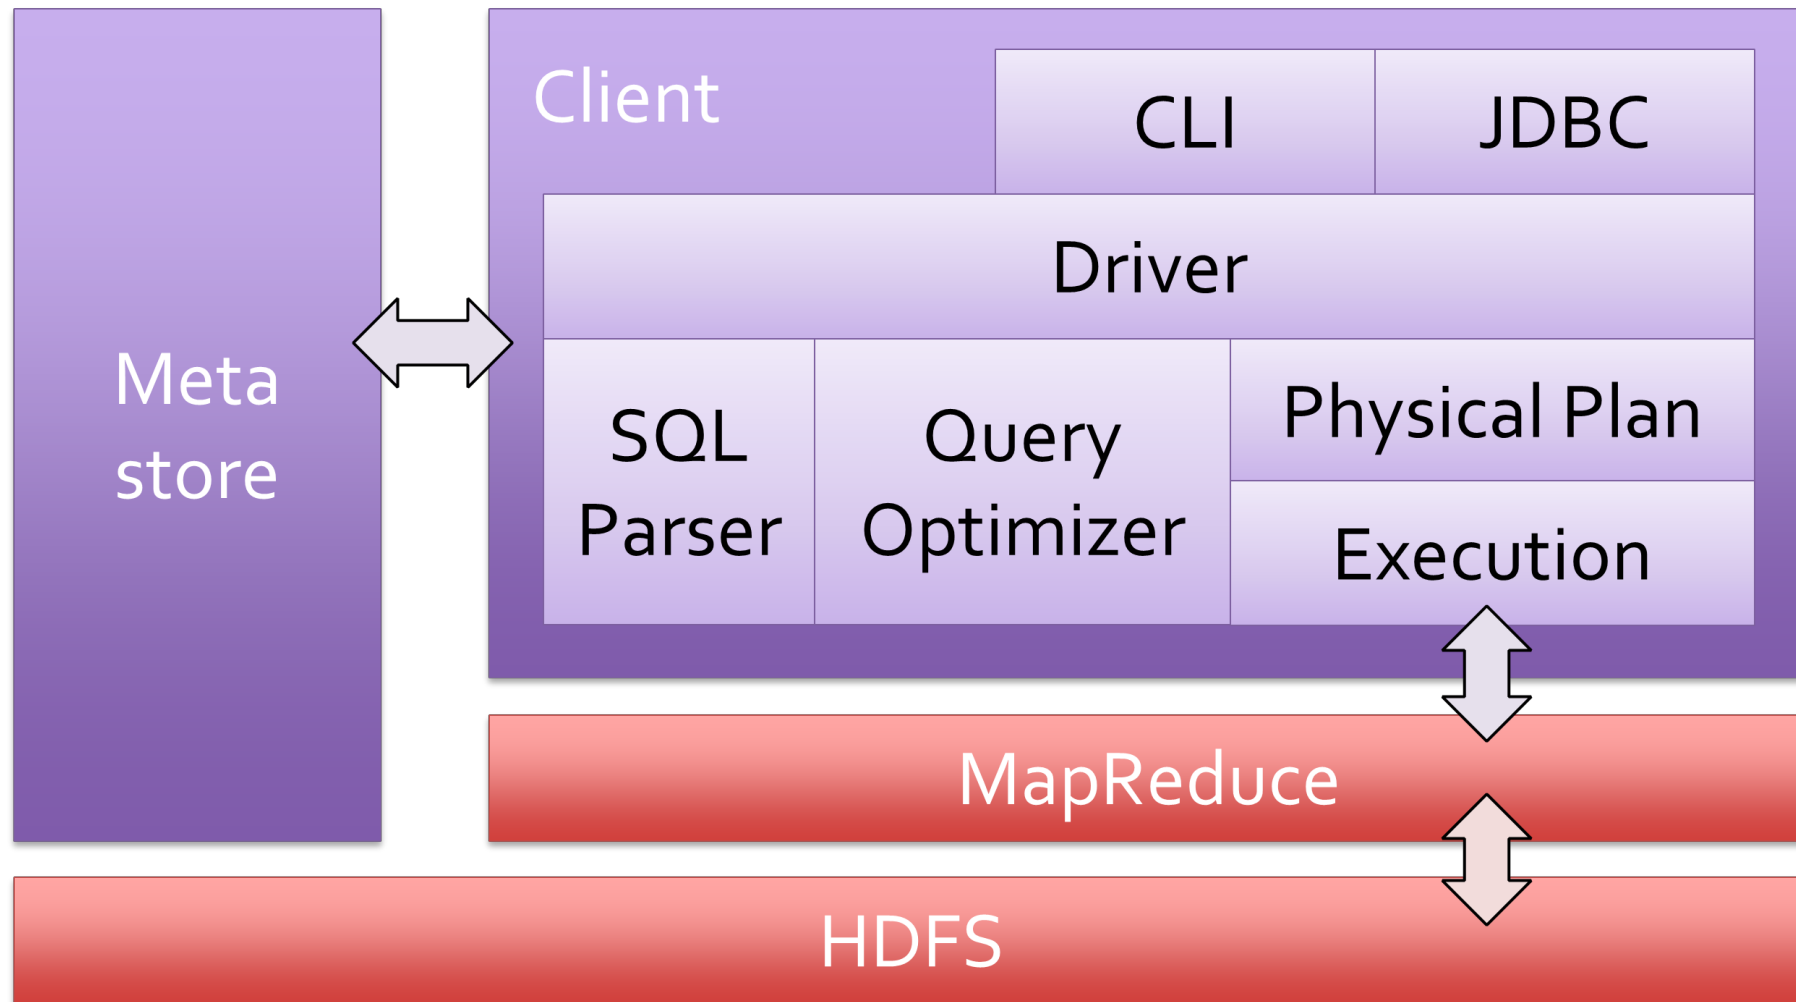 Client
CLI
JDBC
Driver
Meta
store
SQL
Parser
Query
Optimizer
Physical Plan
Execution
MapReduce
HDFS